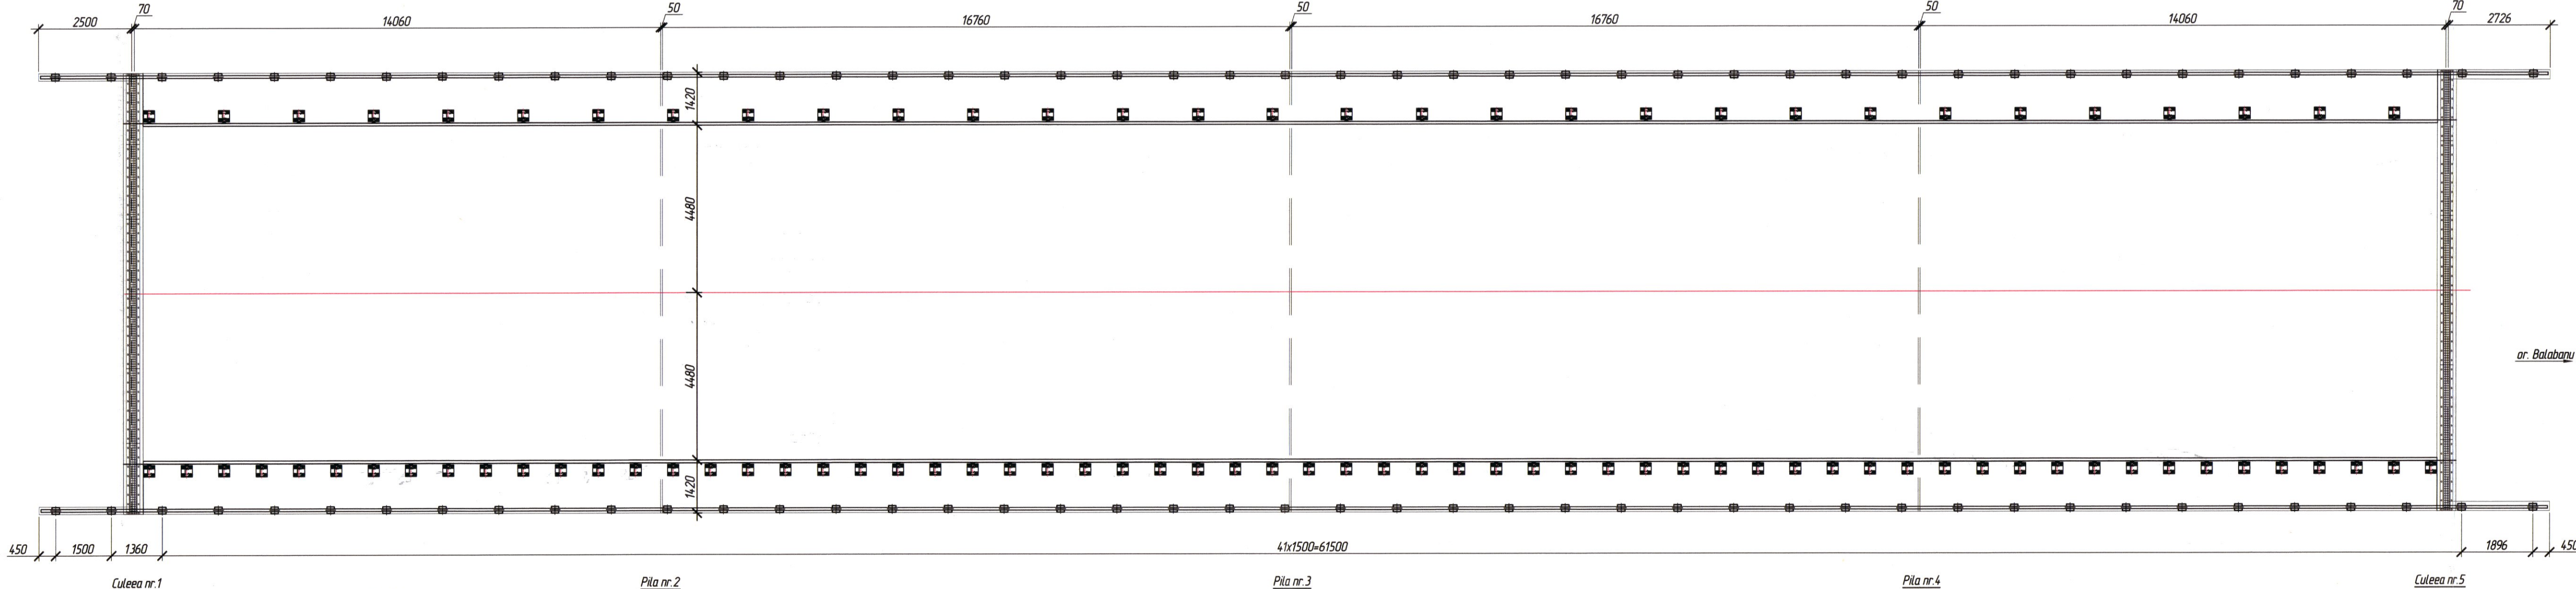 70 50 50 50 70
2500 14060 16760 16760 14060 2726
1420
4480
4480
1420
or. Balabanu
450 1500 1360 41x1500=61500 1896 450
Culeea nr.1 Pila nr.2 Pila nr.3 Pila nr.4 Culeea nr.5